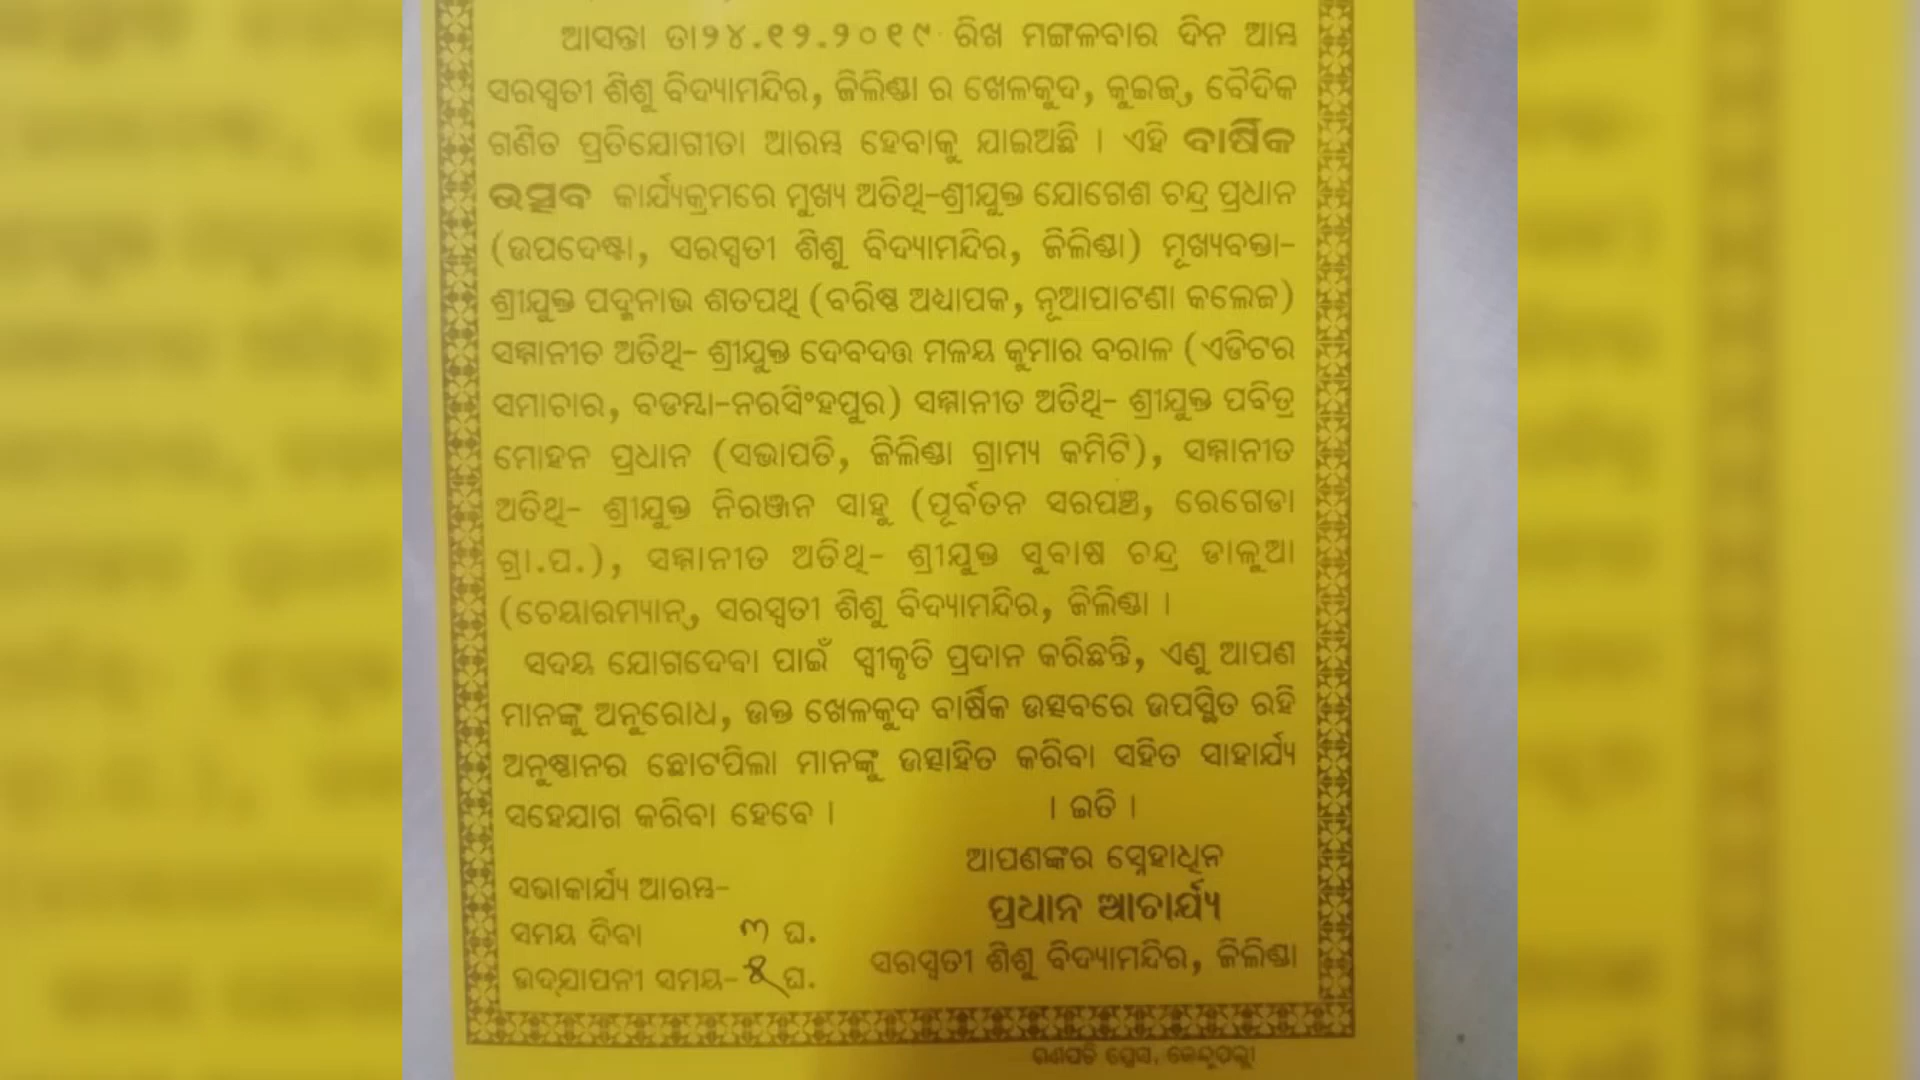 ଆସନ୍ତା ତା୨୪.୧୨.୨୦୧୯ ରିଖ ମଙ୍ଗଳବାର ଦିନ ଆମ୍ଭ
ସରସ୍ୱତୀ ଶିଶୁ ବିଦ୍ୟାମନ୍ଦିର, ଜିଲିଣ୍ଡା ର ଖେଳକୁଦ, କୁଇଜ୍, ବୈଦିକ
ଗଣିତ ପ୍ରତିଯୋଗୀତା ଆରମ୍ଭ ହେବାକୁ ଯାଇଅଛି । ଏହି ବାର୍ଷିକ
ଉତ୍ସବ କାର୍ଯ୍ୟକ୍ରମରେ ମୁଖ୍ୟ ଅତିଥି-ଶ୍ରୀଯୁକ୍ତ ଯୋଗେଶ ଚନ୍ଦ୍ର ପ୍ରଧାନ
(ଉପଦେଷ୍ଟା, ସରସ୍ୱତୀ ଶିଶୁ ବିଦ୍ୟାମନ୍ଦିର, ଜିଲିଣ୍ଡା) ମୂଖ୍ୟବକ୍ତା-
ଶ୍ରୀଯୁକ୍ତ ପଦ୍ମନାଭ ଶତପଥି (ବରିଷ୍ଠ ଅଧ୍ୟାପକ, ନୂଆପାଟଣା କଲେଜ)
ସମ୍ମାନୀତ ଅତିଥି- ଶ୍ରୀଯୁକ୍ତ ଦେବଦତ୍ତ ମଳୟ କୁମାର ବରାଳ (ଏଡିଟର
ସମାଚାର, ବଡମ୍ବା-ନରସିଂହପୁର) ସମ୍ମାନୀତ ଅତିଥି- ଶ୍ରୀଯୁକ୍ତ ପବିତ୍ର
ମୋହନ ପ୍ରଧାନ (ସଭାପତି, ଜିଲିଣ୍ଡା ଗ୍ରାମ୍ୟ କମିଟି), ସମ୍ମାନୀତ
ଅତିଥି- ଶ୍ରୀଯୁକ୍ତ ନିରଞ୍ଜନ ସାହୁ (ପୂର୍ବତନ ସରପଞ୍ଚ, ରେଗେଡା
ଗ୍ରା.ପ.), ସମ୍ମାନୀତ ଅତିଥି- ଶ୍ରୀଯୁକ୍ତ ସୁବାଷ ଚନ୍ଦ୍ର ଡାଳୁଆ
(ଚେୟାରମ୍ୟାନ୍, ସରସ୍ୱତୀ ଶିଶୁ ବିଦ୍ୟାମନ୍ଦିର, ଜିଲିଣ୍ଡା ।
ସଦୟ ଯୋଗଦେବା ପାଇଁ ସ୍ୱୀକୃତି ପ୍ରଦାନ କରିଛନ୍ତି, ଏଣୁ ଆପଣ
ମାନଙ୍କୁ ଅନୁରୋଧ, ଉକ୍ତ ଖେଳକୁଦ ବାର୍ଷିକ ଉତ୍ସବରେ ଉପସ୍ଥିତ ରହି
ଅନୁଷ୍ଠାନର ଛୋଟପିଲା ମାନଙ୍କୁ ଉତ୍ସାହିତ କରିବା ସହିତ ସାହାର୍ଯ୍ୟ
ସହେଯାଗ କରିବା ହେବେ । । ଇତି ।
ଆପଣଙ୍କର ସ୍ନେହାଧିନ
ପ୍ରଧାନ ଆଚାର୍ଯ୍ୟ
ସରସ୍ୱତୀ ଶିଶୁ ବିଦ୍ୟାମନ୍ଦିର, ଜିଲିଣ୍ଡା
ସଭାକାର୍ଯ୍ୟ ଆରମ୍ଭ-
ସମୟ ଦିବା ୩ ଘ.
ଉଦ୍‌ଯାପନୀ ସମୟ- ଘ.
ଗଣପତି ପ୍ରେସ,